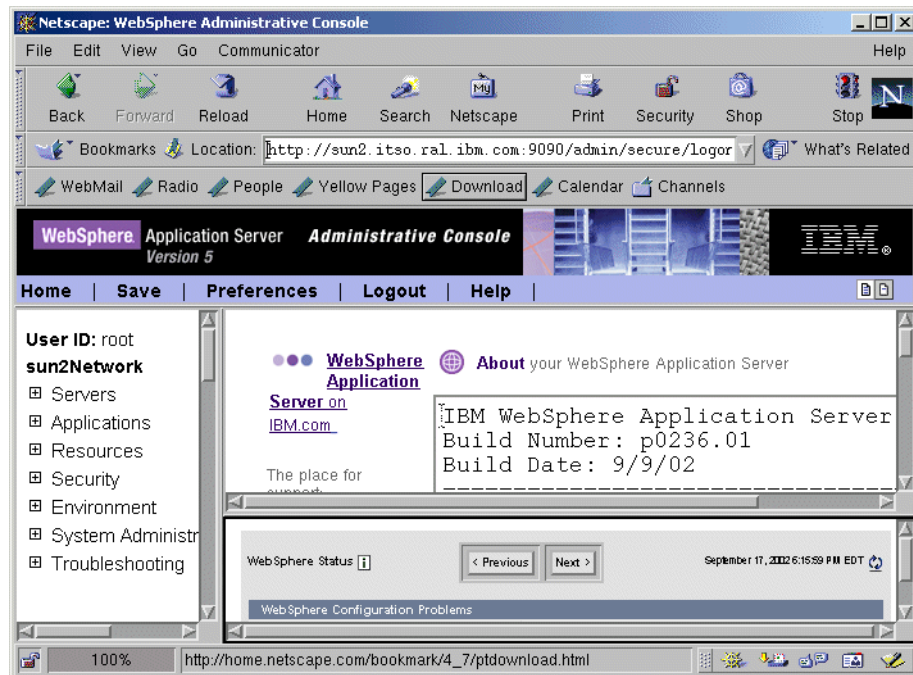 Netscape: WebSphere Administrative Console
File Edit View Go Communicator Help
Back Forward Reload Home Search Netscape Print Security Shop Stop N
My
Bookmarks Location: http://sun2.itso.ral.ibm.com:9090/admin/secure/logor What's Related
WebMail Radio People Yellow Pages Download Calendar Channels
WebSphere Application Server Administrative Console IBM
Version 5
Home | Save | Preferences | Logout | Help |
User ID: root
sun2Network
Servers
Applications
Resources
Security
Environment
System Administr
Troubleshooting
WebSphere
Application
Server on
IBM.com
The place for
About your WebSphere Application Server
IBM WebSphere Application Server
Build Number: p0236.01
Build Date: 9/9/02
--------------------------------
WebSphere Status i < Previous Next > September 17, 2002 6:15:59 PM EDT
WebSphere Configuration Problems
100% http://home.netscape.com/bookmark/4_7/ptdownload.html